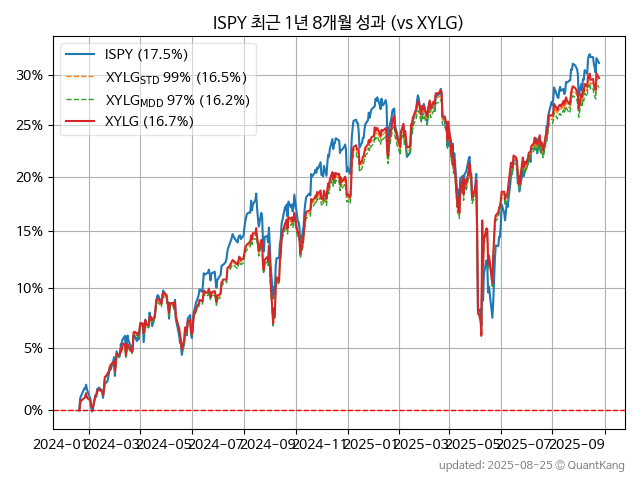 ISPY 최근 1년 8개월 성과 (vs XYLG)
ISPY (17.5%)
XYLGSTD 99% (16.5%)
XYLGMDD 97% (16.2%)
XYLG (16.7%)
30%
25%
20%
15%
10%
5%
0%
2024-01 2024-03 2024-05 2024-07 2024-09 2024-11 2025-01 2025-03 2025-05 2025-07 2025-09
updated: 2025-08-25 © QuantKang